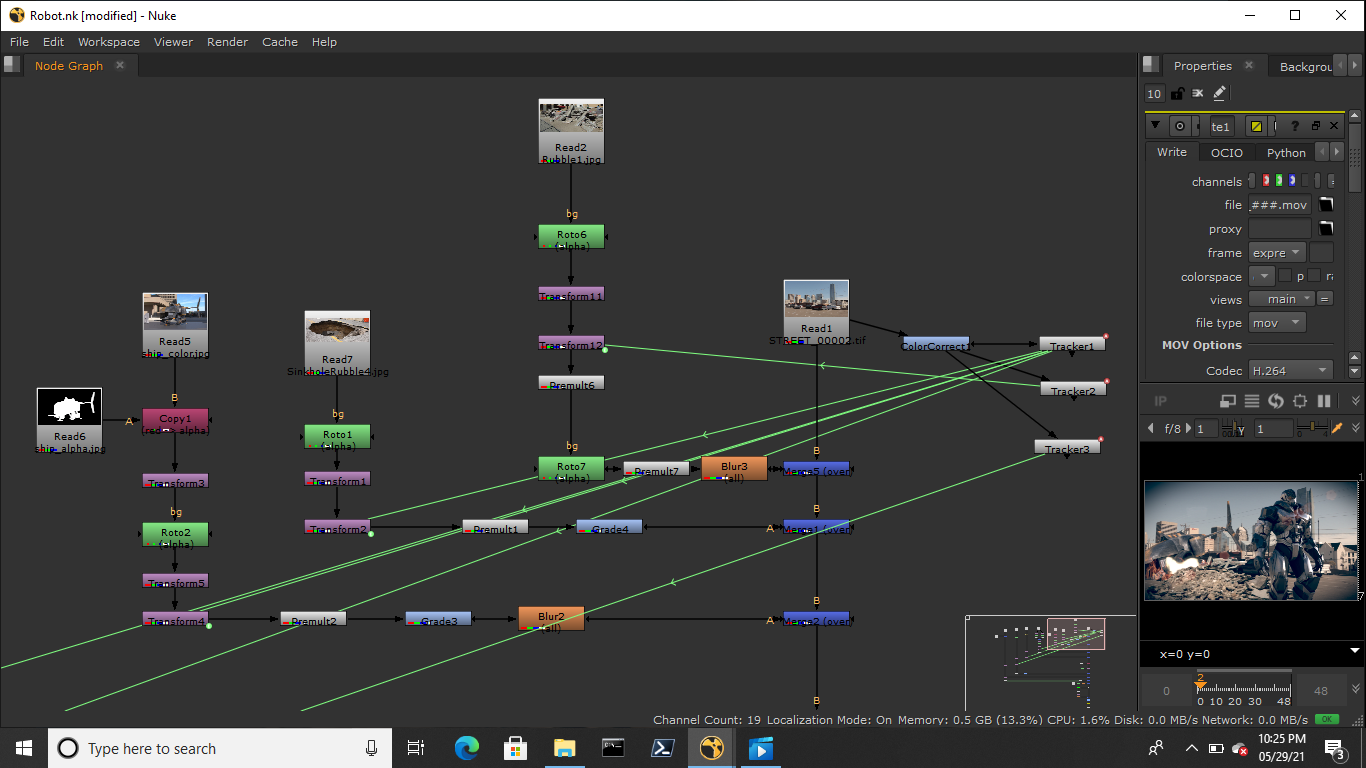 Robot.nk [modified] - Nuke
File Edit Workspace Viewer Render Cache Help
Node Graph
Properties
Backgrou
10
te1
Write OCIO Python
channels
file _###.mov
proxy
frame expre
colorspace p ra
views main =
file type mov
MOV Options
Codec H.264
IP
f/8 1 Y 1
x=0 y=0
0 2 48
0 10 20 30 48
Read2
Rubble1.jpg
bg
Roto6
(alpha)
Transform11
Transform12
Premult6
bg
Roto7
(alpha)
Premult7
Blur3
(all)
B
Merge5 (over)
Read5
ship_color.jpg
B
A
Copy1
(red -> alpha)
Read6
ship_alpha.jpg
Transform3
bg
Roto2
(alpha)
Transform5
Transform4
Premult2
Grade3
Blur2
(all)
A
B
Merge2 (over)
B
Read7
SinkholeRubble4.jpg
bg
Roto1
(alpha)
Transform1
Transform2
Premult1
Grade4
A
B
Merge1 (over)
Read1
STREET_00002.tif
ColorCorrect1
Tracker1
Tracker2
Tracker3
Channel Count: 19 Localization Mode: On Memory: 0.5 GB (13.3%) CPU: 1.6% Disk: 0.0 MB/s Network: 0.0 MB/s OK
Type here to search
10:25 PM
05/29/21
3